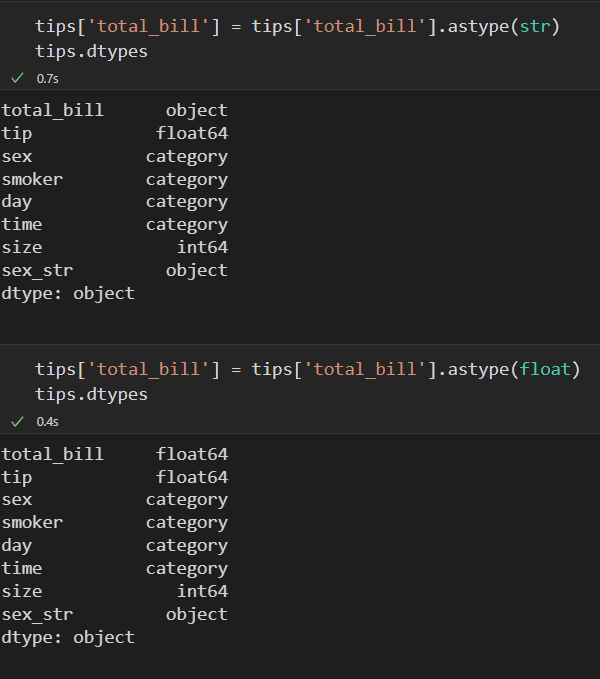 tips['total_bill'] = tips['total_bill'].astype(str)
tips.dtypes
✓ 0.7s
total_bill object
tip float64
sex category
smoker category
day category
time category
size int64
sex_str object
dtype: object
tips['total_bill'] = tips['total_bill'].astype(float)
tips.dtypes
✓ 0.4s
total_bill float64
tip float64
sex category
smoker category
day category
time category
size int64
sex_str object
dtype: object